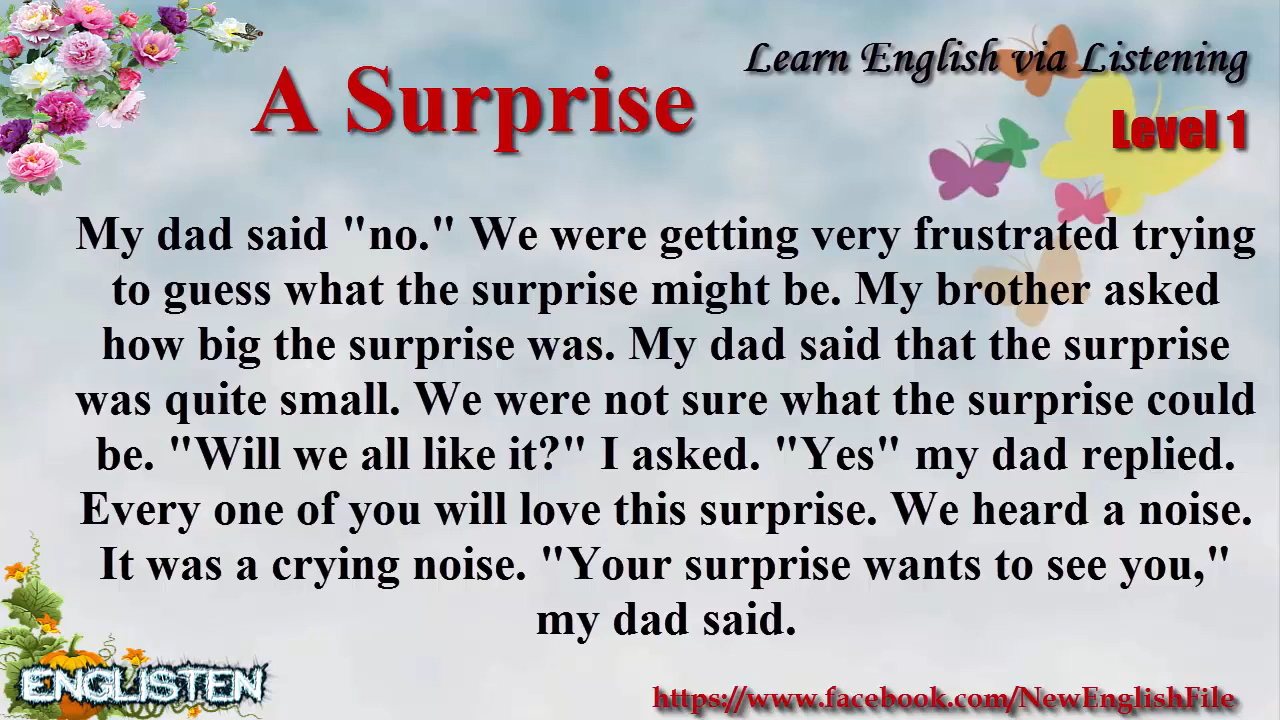 Learn English via Listening
A Surprise
Level 1
My dad said "no." We were getting very frustrated trying
to guess what the surprise might be. My brother asked
how big the surprise was. My dad said that the surprise
was quite small. We were not sure what the surprise could
be. "Will we all like it?" I asked. "Yes" my dad replied.
Every one of you will love this surprise. We heard a noise.
It was a crying noise. "Your surprise wants to see you,"
my dad said.
ENGLISTEN
https://www.facebook.com/NewEnglishFile